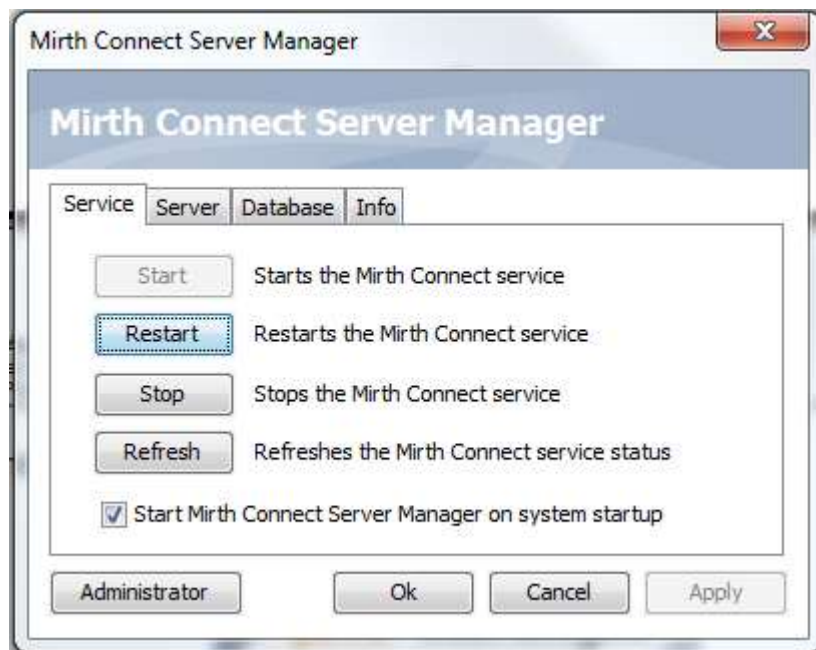 Mirth Connect Server Manager
Mirth Connect Server Manager
Service Server Database Info
Start Starts the Mirth Connect service
Restart Restarts the Mirth Connect service
Stop Stops the Mirth Connect service
Refresh Refreshes the Mirth Connect service status
Start Mirth Connect Server Manager on system startup
Administrator Ok Cancel Apply